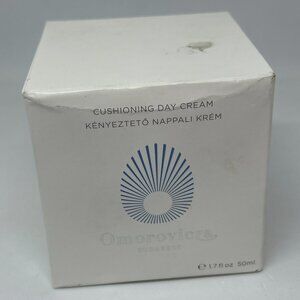 CUSHIONING DAY CREAM
KÉNYEZTETŐ NAPPALI KRÉM
Omorovicza
BUDAPEST
℮ 1.7 fl oz 50ml